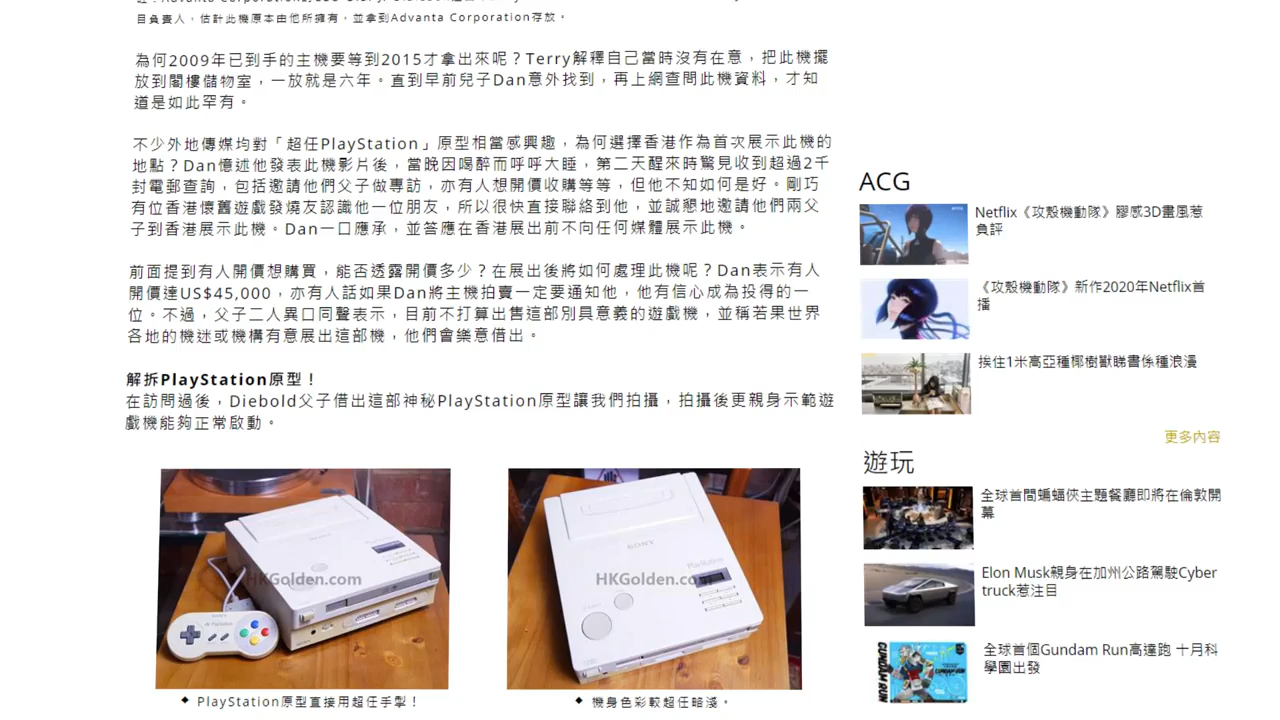 目負責人，估計此機原本由他所擁有，並拿到Advanta Corporation存放。
為何2009年已到手的主機要等到2015才拿出來呢？Terry解釋自己當時沒有在意，把此機擺
放到閣樓儲物室，一放就是六年。直到早前兒子Dan意外找到，再上網查問此機資料，才知
道是如此罕有。
不少外地傳媒均對「超任PlayStation」原型相當感興趣，為何選擇香港作為首次展示此機的
地點？Dan憶述他發表此機影片後，當晚因喝醉而呼呼大睡，第二天醒來時驚見收到超過2千
封電郵查詢，包括邀請他們父子做專訪，亦有人想開價收購等等，但他不知如何是好。剛巧
有位香港懷舊遊戲發燒友認識他一位朋友，所以很快直接聯絡到他，並誠懇地邀請他們兩父
子到香港展示此機。Dan一口應承，並答應在香港展出前不向任何媒體展示此機。
前面提到有人開價想購買，能否透露開價多少？在展出後將如何處理此機呢？Dan表示有人
開價達US$45,000，亦有人話如果Dan將主機拍賣一定要通知他，他有信心成為投得的一
位。不過，父子二人異口同聲表示，目前不打算出售這部別具意義的遊戲機，並稱若果世界
各地的機迷或機構有意展出這部機，他們會樂意借出。
解拆PlayStation原型！
在訪問過後，Diebold父子借出這部神秘PlayStation原型讓我們拍攝，拍攝後更親身示範遊
戲機能夠正常啟動。
HKGolden.com
SONY
HKGolden.com
◆ PlayStation原型直接用超任手掣！
◆ 機身色彩較超任略淺。
ACG
Netflix《攻殼機動隊》膠感3D畫風惹
負評
《攻殼機動隊》新作2020年Netflix首
播
挨住1米高亞種椰樹獸睇書係種浪漫
更多內容
遊玩
全球首間蝙蝠俠主題餐廳即將在倫敦開
幕
Elon Musk親身在加州公路駕駛Cyber
truck惹注目
全球首個Gundam Run高達跑 十月科
學園出發
GUNDAM RUN